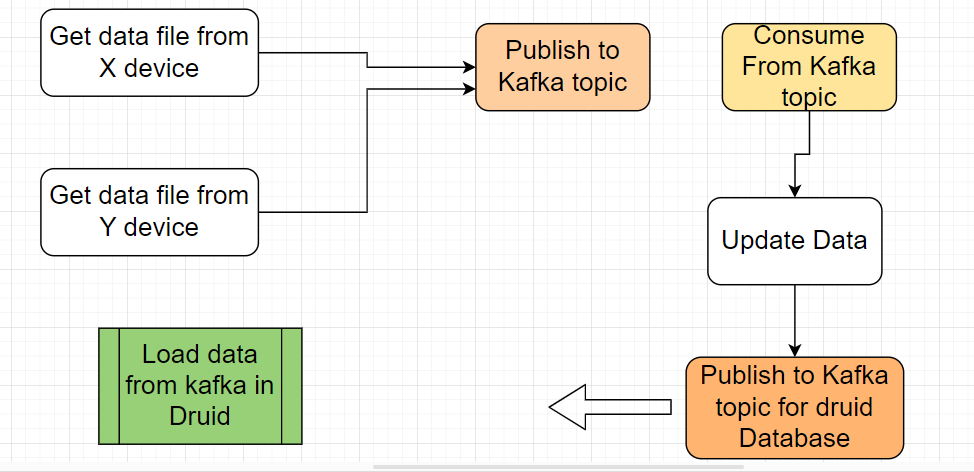 Get data file from
X device
Publish to
Kafka topic
Consume
From Kafka
topic
Get data file from
Y device
Update Data
Load data
from kafka in
Druid
Publish to Kafka
topic for druid
Database